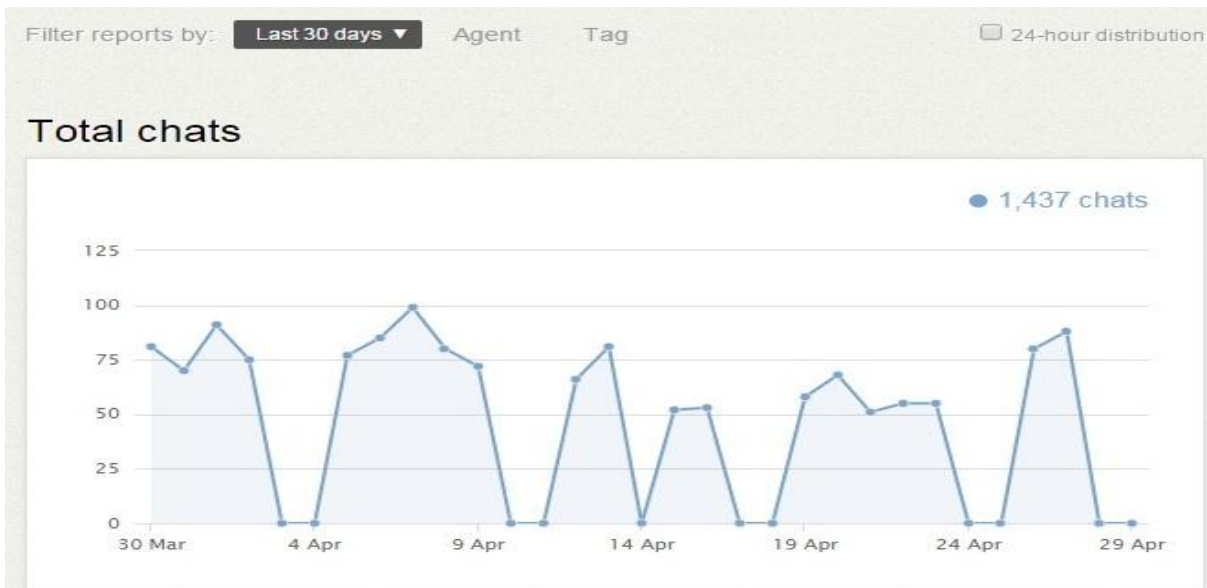 Filter reports by: Last 30 days ▼ Agent Tag 24-hour distribution
Total chats
1,437 chats
125
100
75
50
25
0
30 Mar 4 Apr 9 Apr 14 Apr 19 Apr 24 Apr 29 Apr